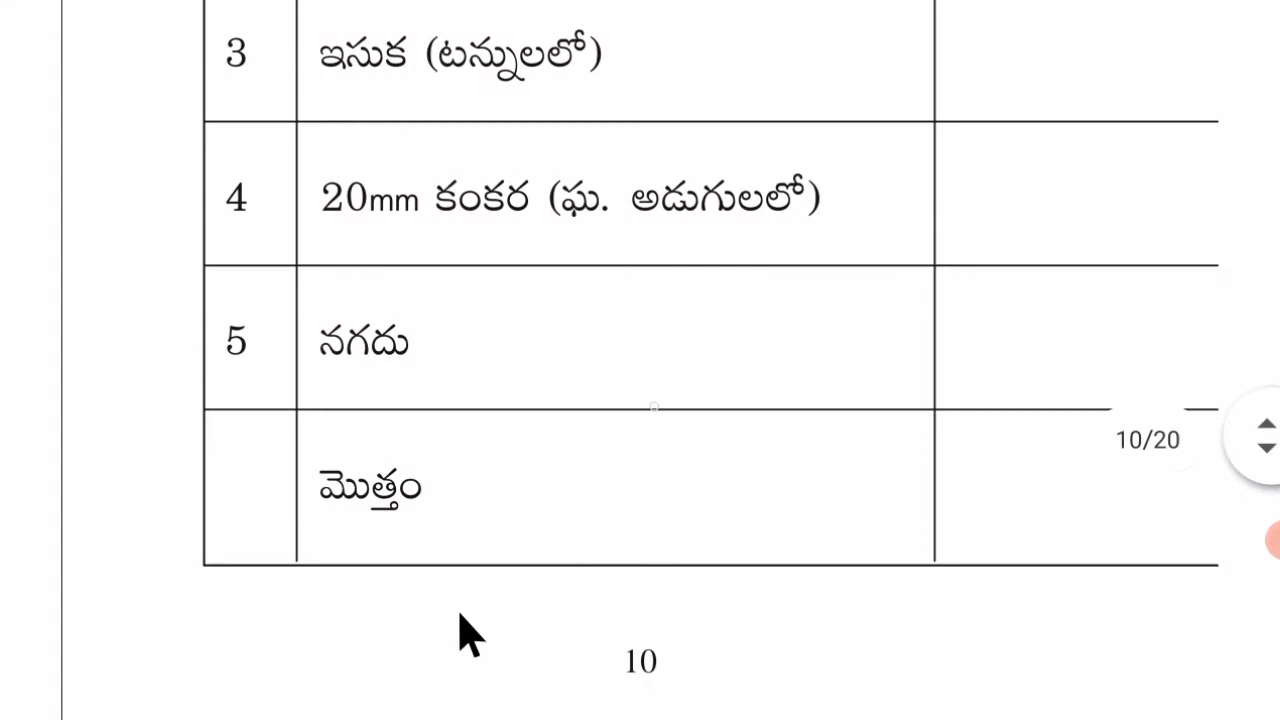 3 ఇసుక (టన్నులలో)
4 20mm కంకర (ఘ. అడుగులలో)
5 నగదు
10/20
మొత్తం
10